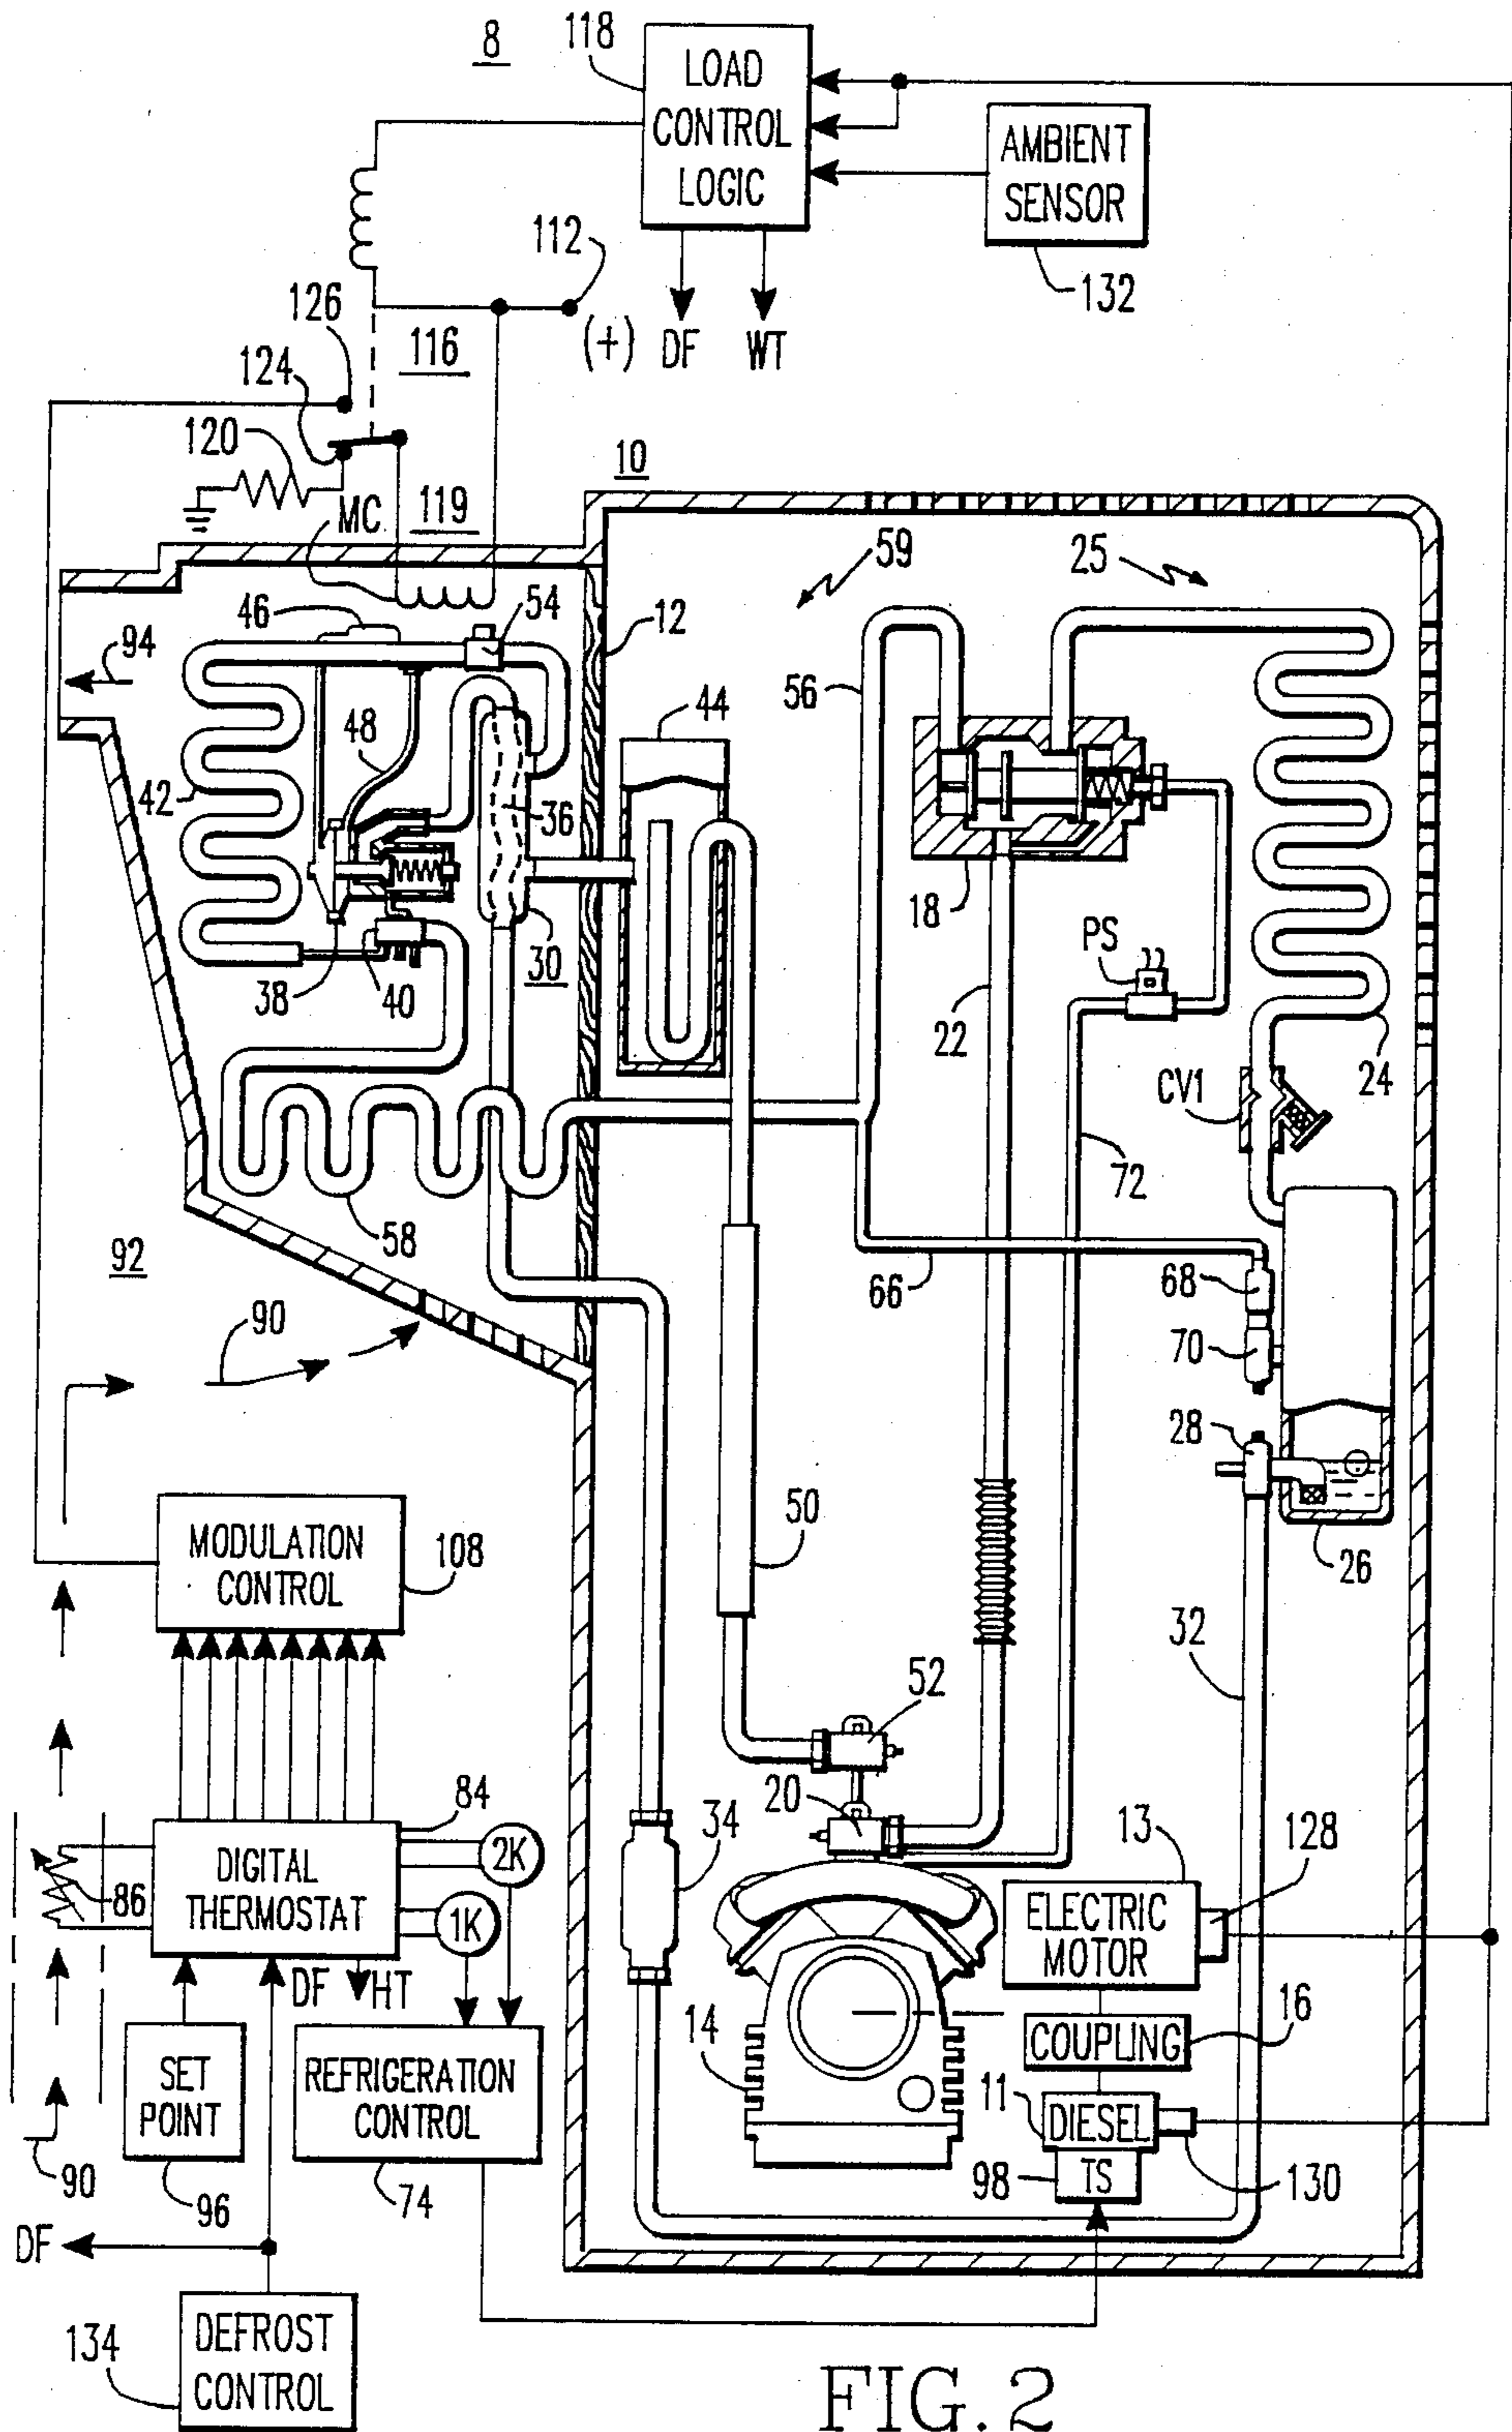 8
118
LOAD
CONTROL
LOGIC
AMBIENT
SENSOR
132
112
(+)
DF
WT
126
116
124
120
MC
119
10
59
25
94
46
54
12
44
56
48
42
36
18
PS
22
24
38
40
30
CV1
72
58
92
66
68
90
70
28
26
MODULATION
CONTROL
108
50
32
52
84
20
34
13
128
2K
DIGITAL
THERMOSTAT
86
1K
ELECTRIC
MOTOR
DF
HT
14
16
COUPLING
SET
POINT
REFRIGERATION
CONTROL
11
DIESEL
90
96
74
98
TS
130
DF
134
DEFROST
CONTROL
FIG. 2